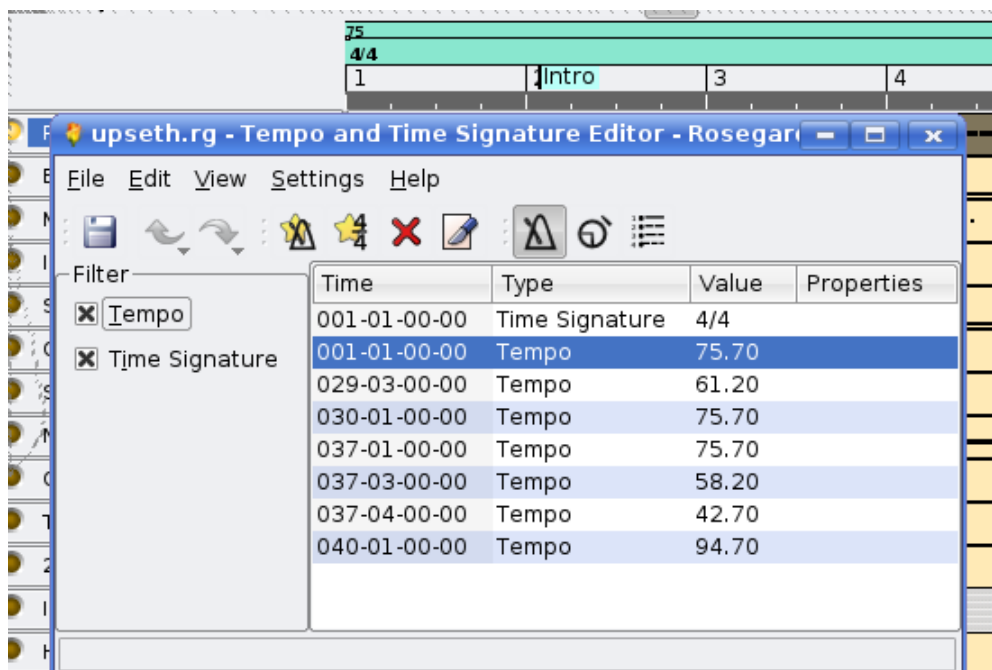 75
4/4
1 Intro 3 4
upseth.rg - Tempo and Time Signature Editor - Rosegar
File Edit View Settings Help
Filter
Tempo
Time Signature
Time Type Value Properties
001-01-00-00 Time Signature 4/4
001-01-00-00 Tempo 75.70
029-03-00-00 Tempo 61.20
030-01-00-00 Tempo 75.70
037-01-00-00 Tempo 75.70
037-03-00-00 Tempo 58.20
037-04-00-00 Tempo 42.70
040-01-00-00 Tempo 94.70